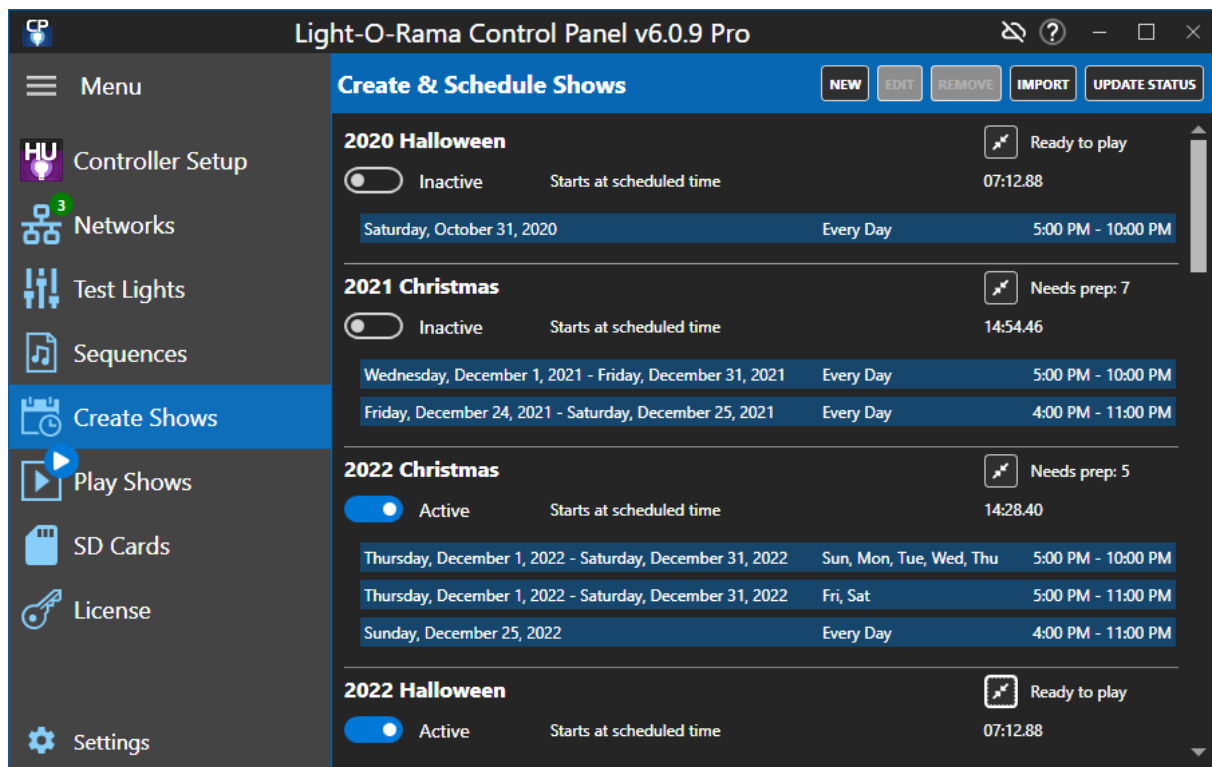 CP
Light-O-Rama Control Panel v6.0.9 Pro
?
Menu
Create & Schedule Shows
NEW
EDIT
REMOVE
IMPORT
UPDATE STATUS
HU
Controller Setup
3
Networks
Test Lights
Sequences
Create Shows
Play Shows
SD Cards
License
Settings
2020 Halloween
Ready to play
Inactive Starts at scheduled time 07:12.88
Saturday, October 31, 2020 Every Day 5:00 PM - 10:00 PM
2021 Christmas
Needs prep: 7
Inactive Starts at scheduled time 14:54.46
Wednesday, December 1, 2021 - Friday, December 31, 2021 Every Day 5:00 PM - 10:00 PM
Friday, December 24, 2021 - Saturday, December 25, 2021 Every Day 4:00 PM - 11:00 PM
2022 Christmas
Needs prep: 5
Active Starts at scheduled time 14:28.40
Thursday, December 1, 2022 - Saturday, December 31, 2022 Sun, Mon, Tue, Wed, Thu 5:00 PM - 10:00 PM
Thursday, December 1, 2022 - Saturday, December 31, 2022 Fri, Sat 5:00 PM - 11:00 PM
Sunday, December 25, 2022 Every Day 4:00 PM - 11:00 PM
2022 Halloween
Ready to play
Active Starts at scheduled time 07:12.88